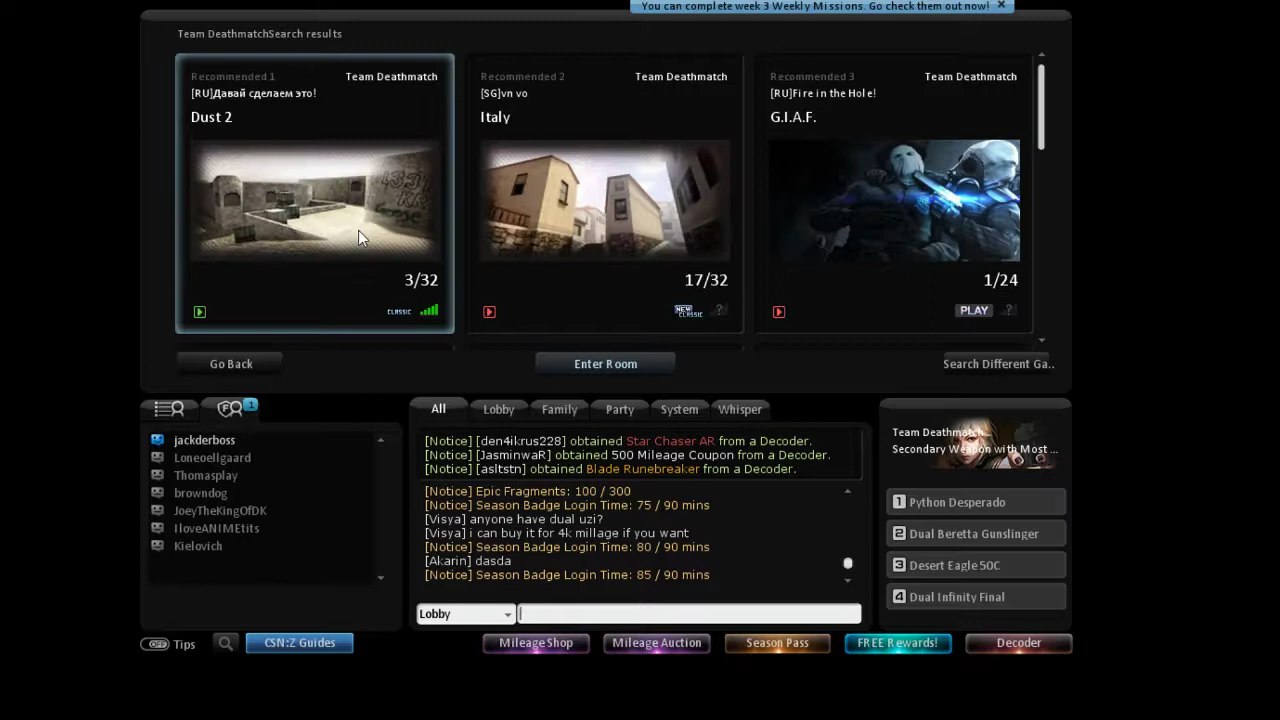 You can complete week 3 Weekly Missions. Go check them out now!
Team DeathmatchSearch results
Recommended 1 Team Deathmatch
[RU]Давай сделаем это!
Dust 2
3/32
CLASSIC
Recommended 2 Team Deathmatch
[SG]vn vo
Italy
17/32
NEW CLASSIC
Recommended 3 Team Deathmatch
[RU]Fire in the Hole!
G.I.A.F.
1/24
PLAY
Go Back
Enter Room
Search Different Ga..
1
jackderboss
Loneoellgaard
Thomasplay
browndog
JoeyTheKingOfDK
IloveANIMEtits
Kielovich
All Lobby Family Party System Whisper
[Notice] [den4ikrus228] obtained Star Chaser AR from a Decoder.
[Notice] [JasminwaR] obtained 500 Mileage Coupon from a Decoder.
[Notice] [asltstn] obtained Blade Runebreaker from a Decoder.
[Notice] Epic Fragments: 100 / 300
[Notice] Season Badge Login Time: 75 / 90 mins
[Visya] anyone have dual uzi?
[Visya] i can buy it for 4k millage if you want
[Notice] Season Badge Login Time: 80 / 90 mins
[Akarin] dasda
[Notice] Season Badge Login Time: 85 / 90 mins
Lobby
Team Deathmatch...
Secondary Weapon with Most ...
1 Python Desperado
2 Dual Beretta Gunslinger
3 Desert Eagle 50C
4 Dual Infinity Final
OFF Tips
CSN:Z Guides
Mileage Shop
Mileage Auction
Season Pass
FREE Rewards!
Decoder